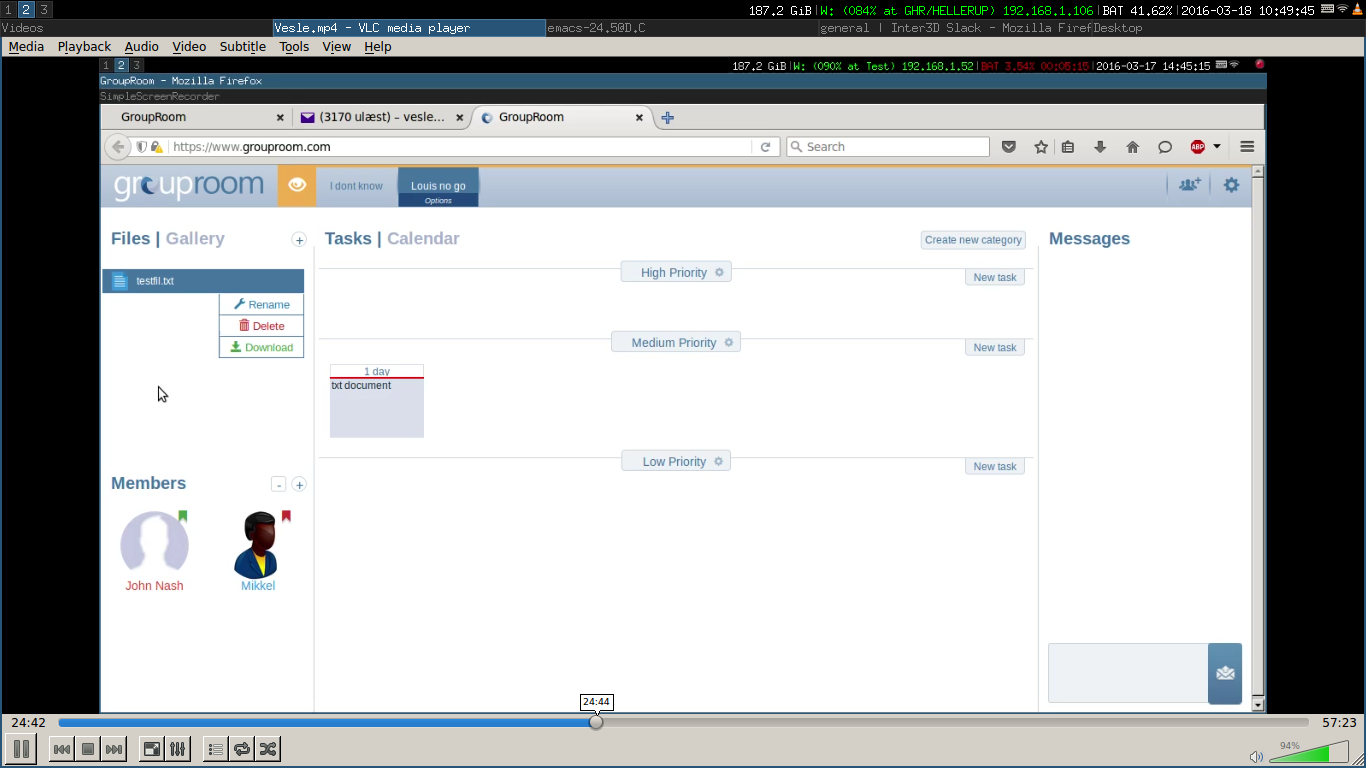 1 2 3 187.2 GiB|W: (084% at GHR/HELLERUP) 192.168.1.106|BAT 41.62%|2016-03-18 10:49:45
Videos Vesle.mp4 - VLC media player emacs-24.5@D.C general | Inter3D Slack - Mozilla Firef Desktop
Media Playback Audio Video Subtitle Tools View Help
1 2 3 187.2 GiB|W: (090% at Test) 192.168.1.52|BAT 3.54% 00:05:15|2016-03-17 14:45:15
GroupRoom - Mozilla Firefox
SimpleScreenRecorder
GroupRoom (3170 ulæst) – vesle... GroupRoom
https://www.grouproom.com Search ABP
grouproom I dont know Louis no go
Options
Files | Gallery + Tasks | Calendar Create new category Messages
testfil.txt High Priority New task
Rename
Delete
Download Medium Priority New task
1 day
txt document
Low Priority New task
Members - +
John Nash Mikkel
24:44
24:42 57:23
94%